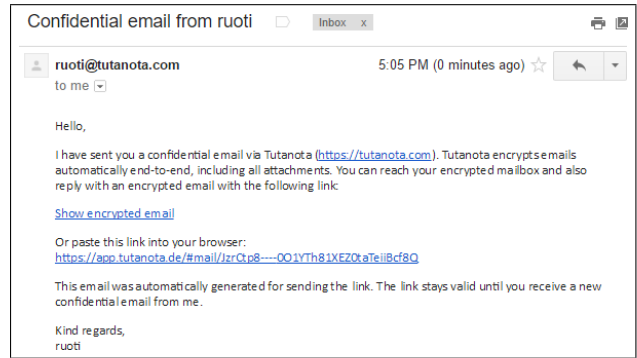 Confidential email from ruoti Inbox x
ruoti@tutanota.com 5:05 PM (0 minutes ago)
to me
Hello,
I have sent you a confidential email via Tutanota (https://tutanota.com). Tutanota encrypts emails
automatically end-to-end, including all attachments. You can reach your encrypted mailbox and also
reply with an encrypted email with the following link:
Show encrypted email
Or paste this link into your browser:
https://app.tutanota.de/#mail/JzrCtp8----0O1YTh81XEZ0taTeiiBcf8Q
This email was automatically generated for sending the link. The link stays valid until you receive a new
confidential email from me.
Kind regards,
ruoti